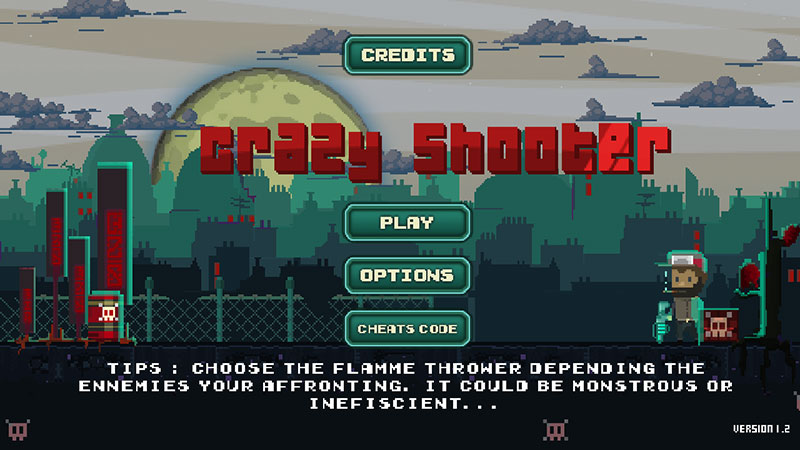 CREDITS
Crazy Shooter
PLAY
OPTIONS
CHEATS CODE
TIPS : CHOOSE THE FLAMME THROWER DEPENDING THE
ENNEMIES YOUR AFFRONTING. IT COULD BE MONSTROUS OR
INEFISCIENT...
VERSION 1.2